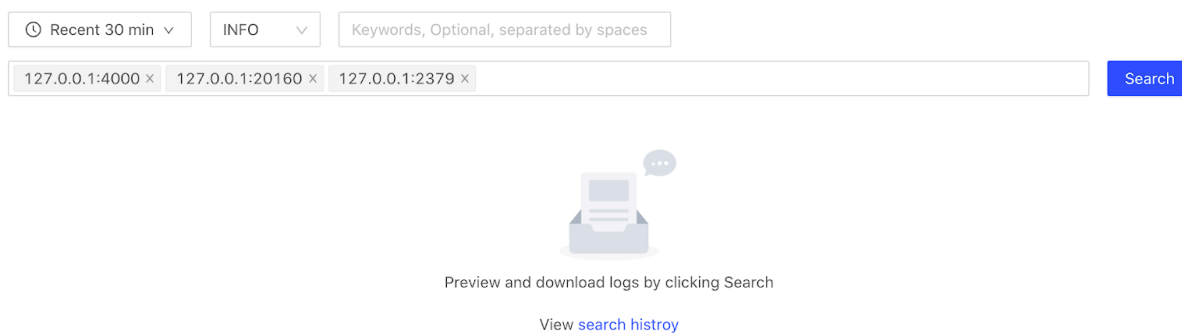 Recent 30 min INFO Keywords, Optional, separated by spaces
127.0.0.1:4000 × 127.0.0.1:20160 × 127.0.0.1:2379 × Search
Preview and download logs by clicking Search
View search histroy